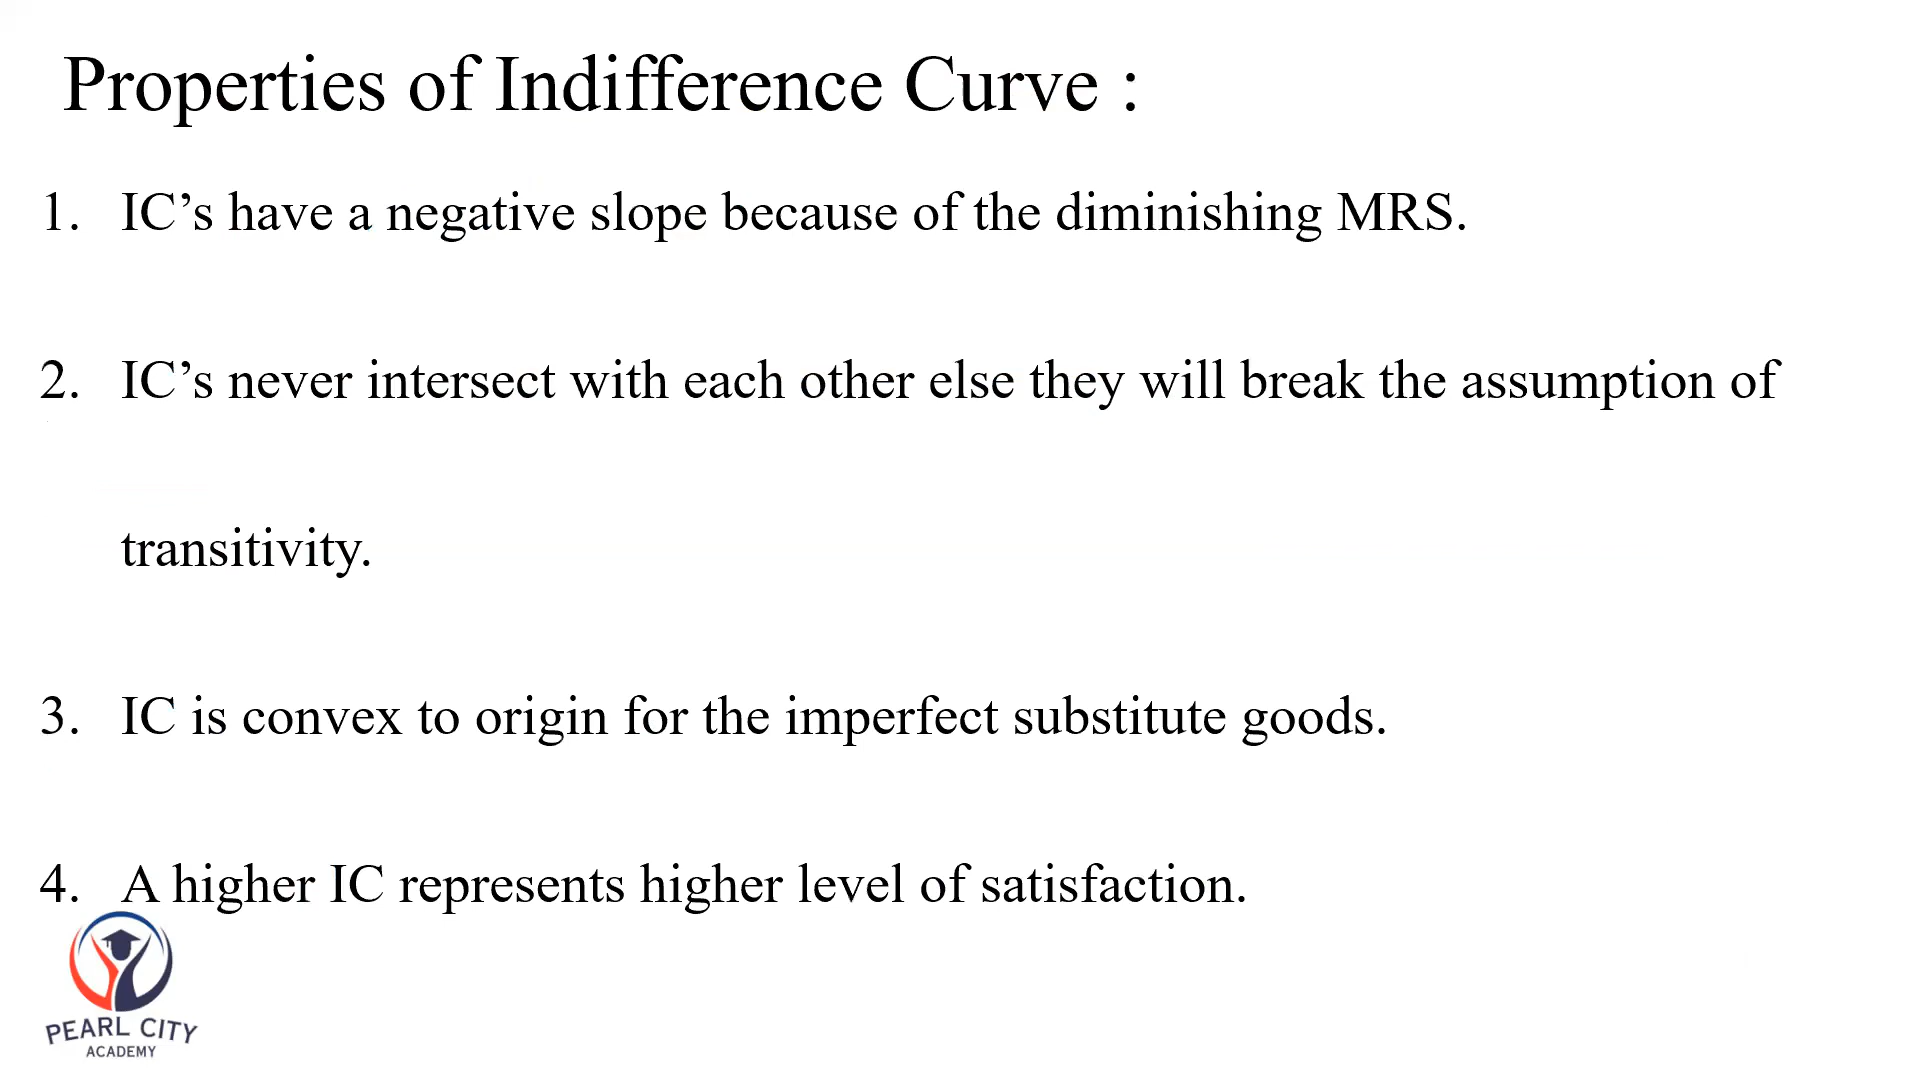 Properties of Indifference Curve :
1. IC’s have a negative slope because of the diminishing MRS.
2. IC’s never intersect with each other else they will break the assumption of
transitivity.
3. IC is convex to origin for the imperfect substitute goods.
4. A higher IC represents higher level of satisfaction.
PEARL CITY
ACADEMY